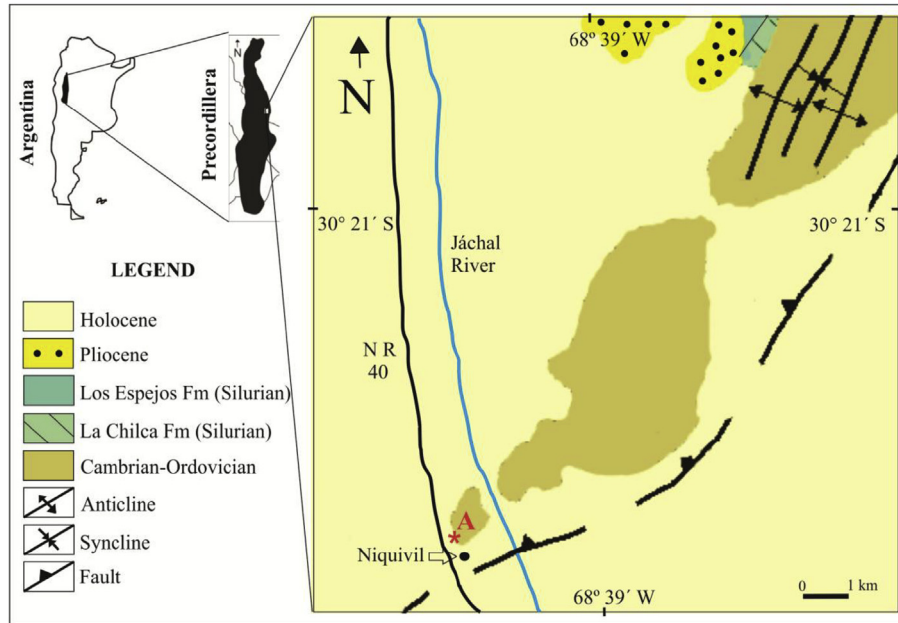 Argentina
N
Precordillera
N
68º 39´ W
30° 21´ S
30° 21´ S
Jáchal
River
N R
40
A
*
Niquivil
0 1 km
68º 39´ W
LEGEND
Holocene
Pliocene
Los Espejos Fm (Silurian)
La Chilca Fm (Silurian)
Cambrian-Ordovician
Anticline
Syncline
Fault